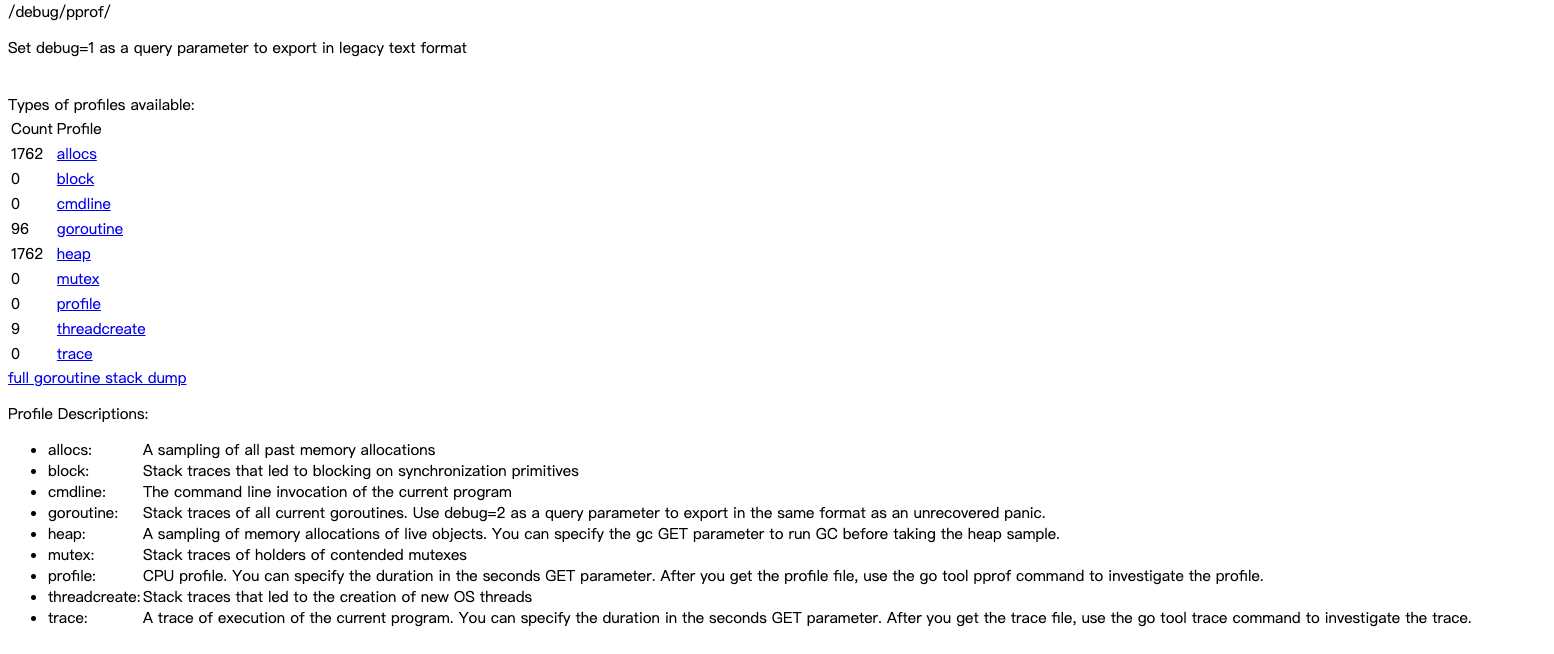 /debug/pprof/
Set debug=1 as a query parameter to export in legacy text format
Types of profiles available:
Count Profile
1762 allocs
0 block
0 cmdline
96 goroutine
1762 heap
0 mutex
0 profile
9 threadcreate
0 trace
full goroutine stack dump
Profile Descriptions:
• allocs: A sampling of all past memory allocations
• block: Stack traces that led to blocking on synchronization primitives
• cmdline: The command line invocation of the current program
• goroutine: Stack traces of all current goroutines. Use debug=2 as a query parameter to export in the same format as an unrecovered panic.
• heap: A sampling of memory allocations of live objects. You can specify the gc GET parameter to run GC before taking the heap sample.
• mutex: Stack traces of holders of contended mutexes
• profile: CPU profile. You can specify the duration in the seconds GET parameter. After you get the profile file, use the go tool pprof command to investigate the profile.
• threadcreate: Stack traces that led to the creation of new OS threads
• trace: A trace of execution of the current program. You can specify the duration in the seconds GET parameter. After you get the trace file, use the go tool trace command to investigate the trace.